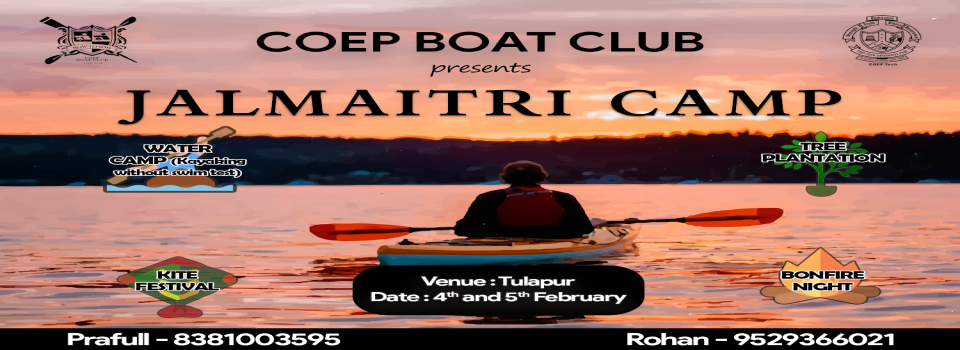 COEP BOAT CLUB
presents
JALMAITRI CAMP
WATER
CAMP (Kayabing
without swim test)
TREE
PLANTATION
KITE
FESTIVAL
BONFIRE
NIGHT
Venue : Tulapur
Date : 4th and 5th February
Prafull - 8381003595
Rohan - 9529366021